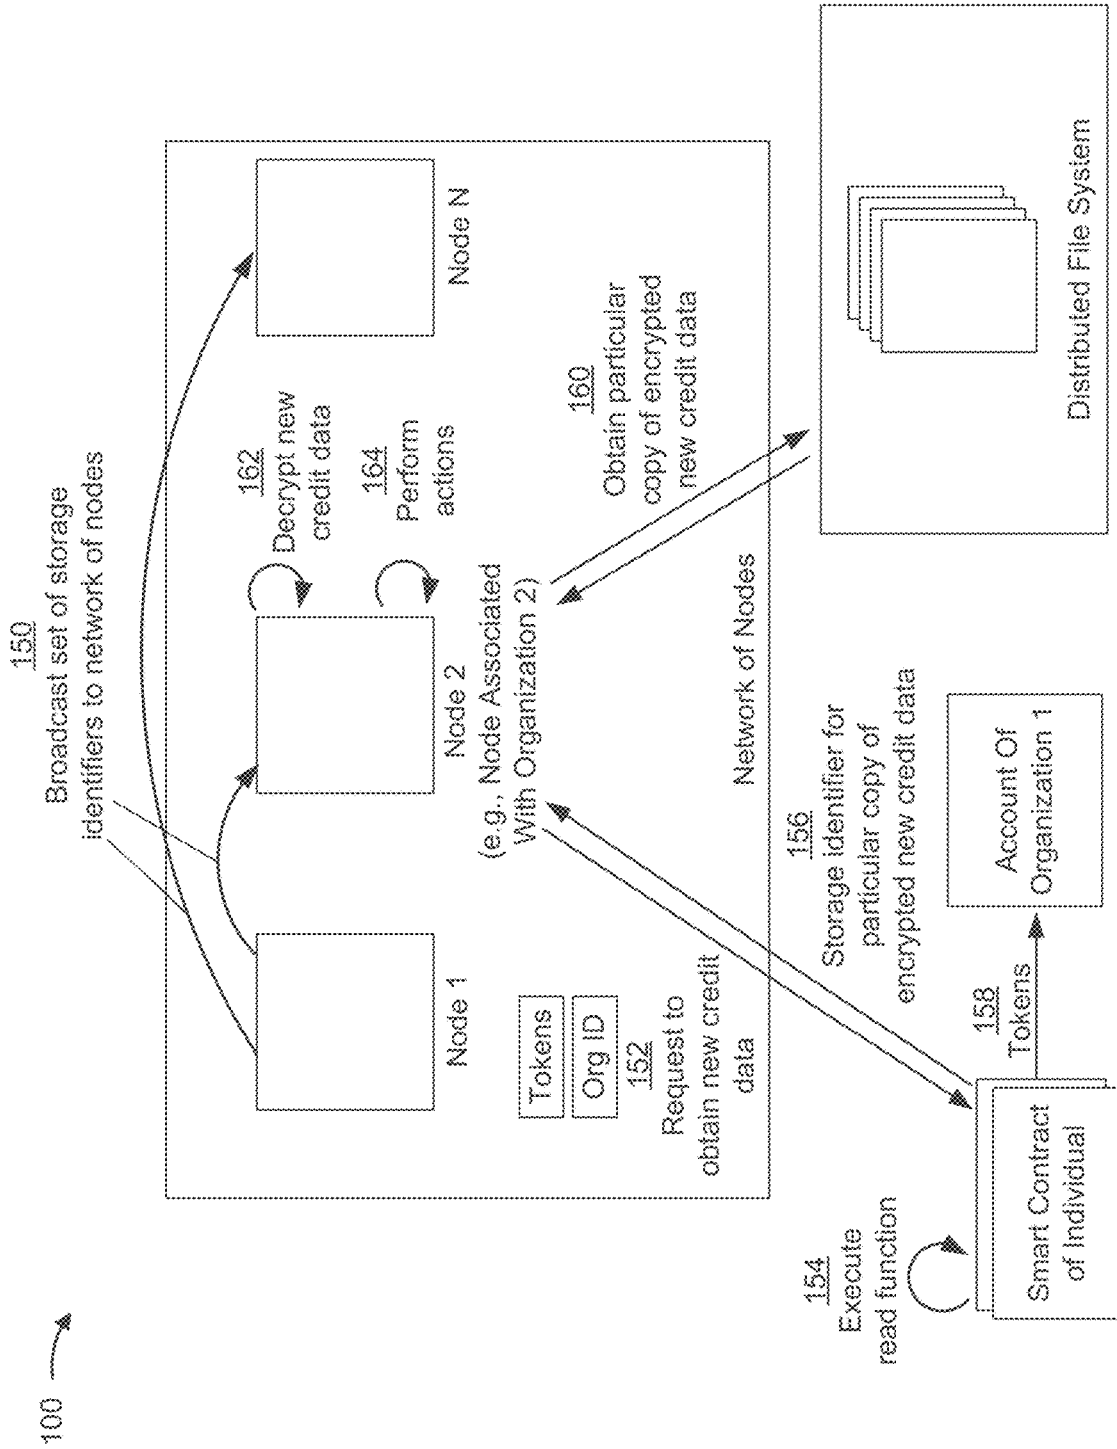 100
150
Broadcast set of storage
identifiers to network of nodes
Node 1
Node 2
(e.g., Node Associated
With Organization 2)
Node N
162
Decrypt new
credit data
164
Perform
actions
Tokens
Org ID
152
Request to
obtain new credit
data
160
Obtain particular
copy of encrypted
new credit data
Network of Nodes
154
Execute
read function
156
Storage identifier for
particular copy of
encrypted new credit data
158
Tokens
Smart Contract
of Individual
Account Of
Organization 1
Distributed File System